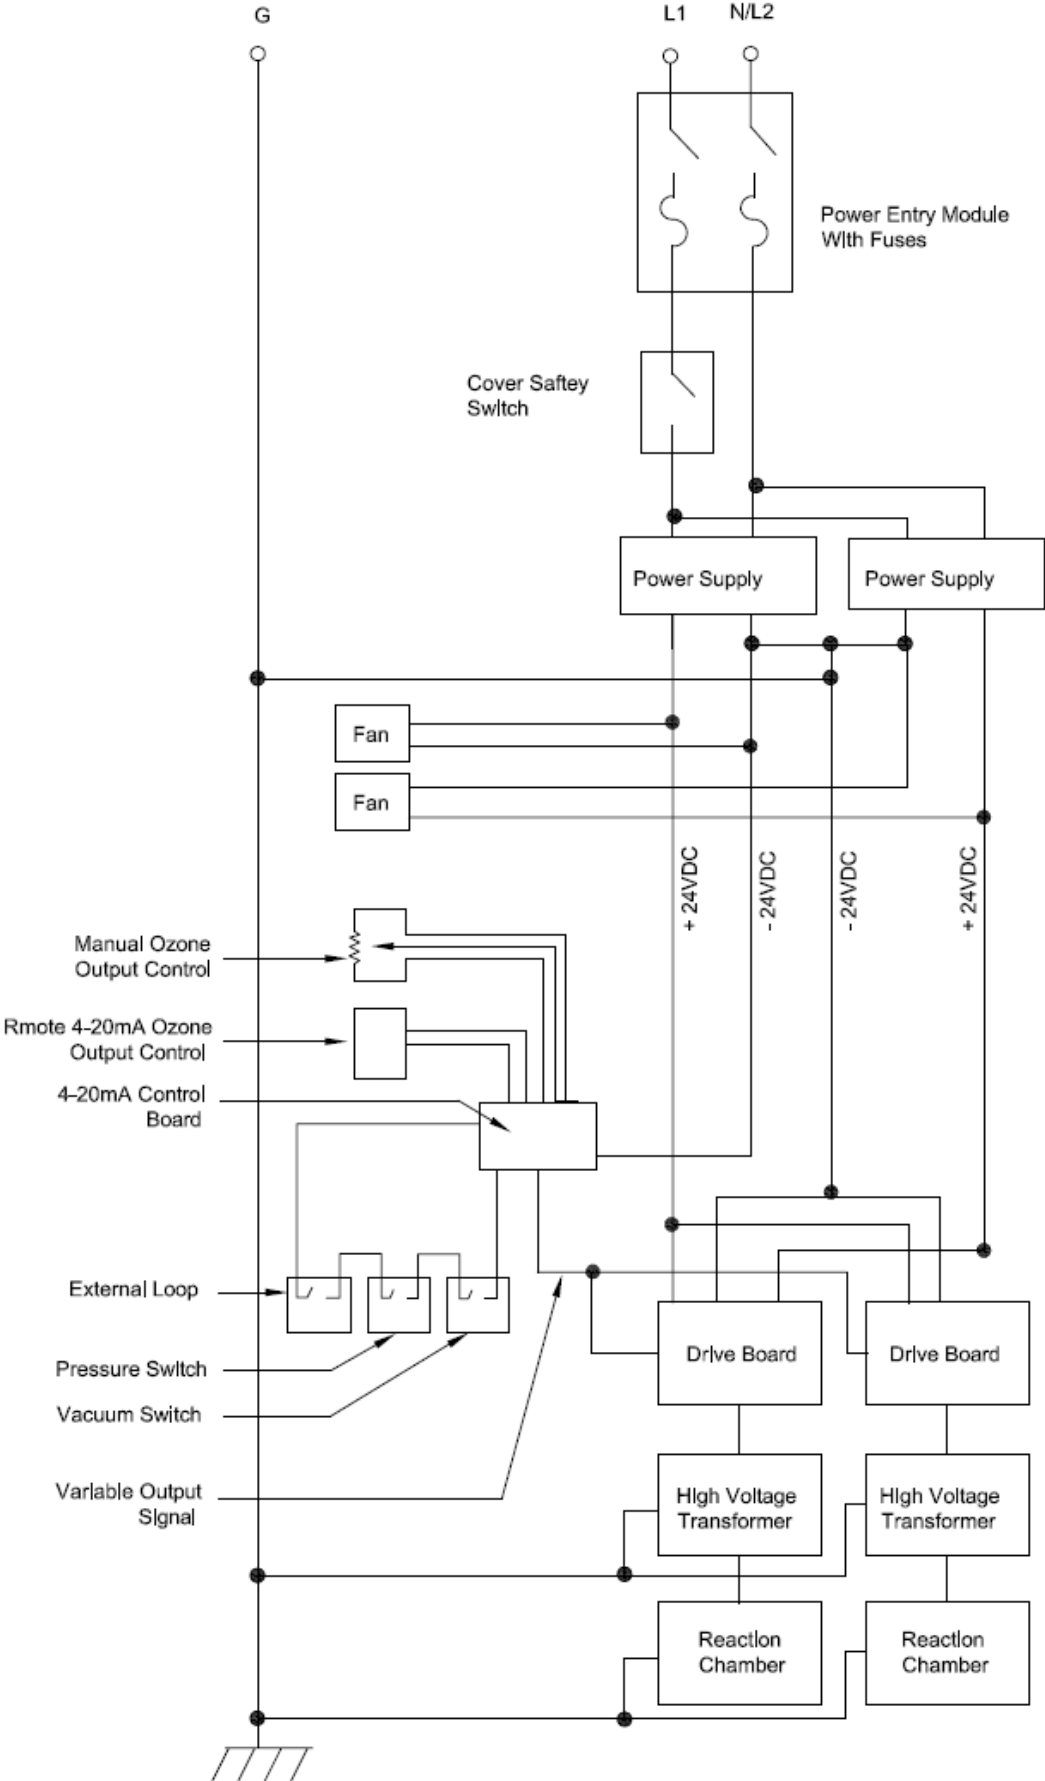 G
L1
N/L2
Power Entry Module
With Fuses
Cover Saftey
Switch
Power Supply
Power Supply
Fan
Fan
+ 24VDC
- 24VDC
- 24VDC
+ 24VDC
Manual Ozone
Output Control
Rmote 4-20mA Ozone
Output Control
4-20mA Control
Board
External Loop
Pressure Switch
Vacuum Switch
Variable Output
Signal
Drive Board
Drive Board
High Voltage
Transformer
High Voltage
Transformer
Reaction
Chamber
Reaction
Chamber